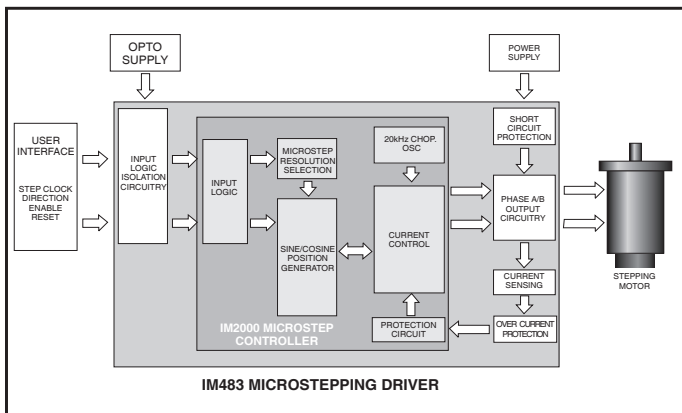 OPTO
SUPPLY
POWER
SUPPLY
USER
INTERFACE
STEP CLOCK
DIRECTION
ENABLE
RESET
INPUT
LOGIC
ISOLATION
CIRCUITRY
INPUT
LOGIC
MICROSTEP
RESOLUTION
SELECTION
SINE/COSINE
POSITION
GENERATOR
20kHz CHOP.
OSC
CURRENT
CONTROL
PROTECTION
CIRCUIT
IM2000 MICROSTEP
CONTROLLER
SHORT
CIRCUIT
PROTECTION
PHASE A/B
OUTPUT
CIRCUITRY
CURRENT
SENSING
OVER CURRENT
PROTECTION
STEPPING
MOTOR
IM483 MICROSTEPPING DRIVER